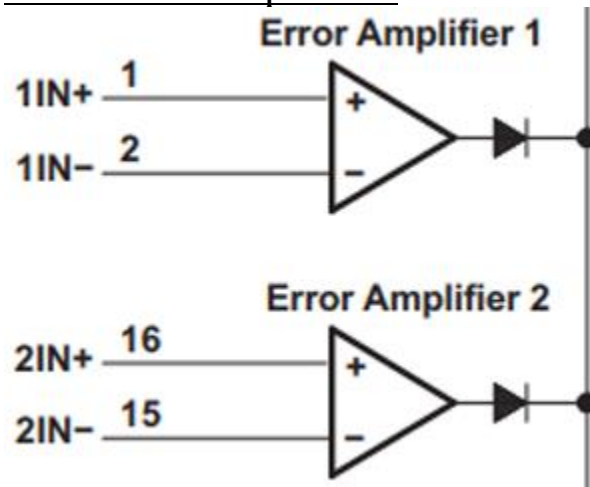 Error Amplifier 1
1IN+ 1
+
1IN− 2
−
Error Amplifier 2
2IN+ 16
+
2IN− 15
−